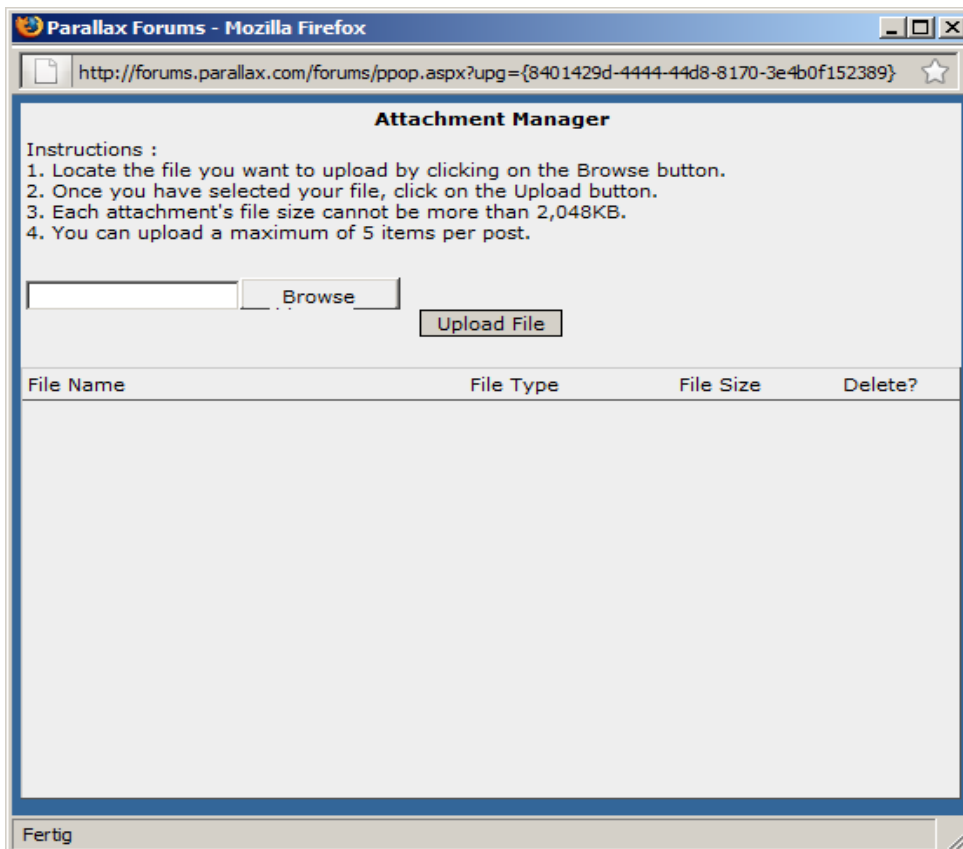 Parallax Forums - Mozilla Firefox
http://forums.parallax.com/forums/ppop.aspx?upg={8401429d-4444-44d8-8170-3e4b0f152389}
Attachment Manager
Instructions :
1. Locate the file you want to upload by clicking on the Browse button.
2. Once you have selected your file, click on the Upload button.
3. Each attachment's file size cannot be more than 2,048KB.
4. You can upload a maximum of 5 items per post.
Browse
Upload File
File Name File Type File Size Delete?
Fertig